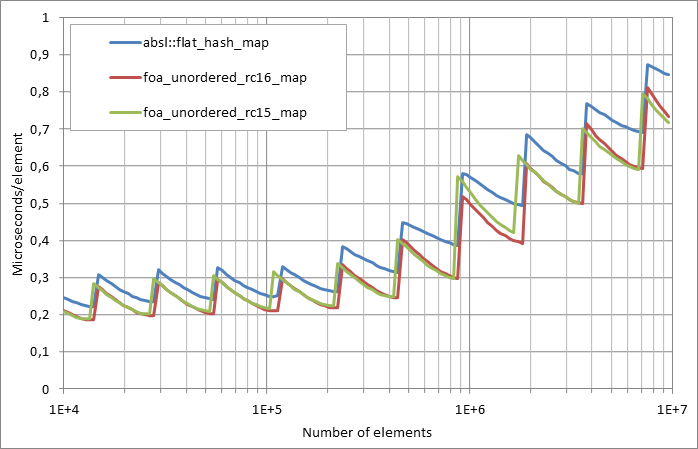 absl::flat_hash_map
foa_unordered_rc16_map
foa_unordered_rc15_map
Microseconds/element
1
0,9
0,8
0,7
0,6
0,5
0,4
0,3
0,2
0,1
0
1E+4 1E+5 1E+6 1E+7
Number of elements